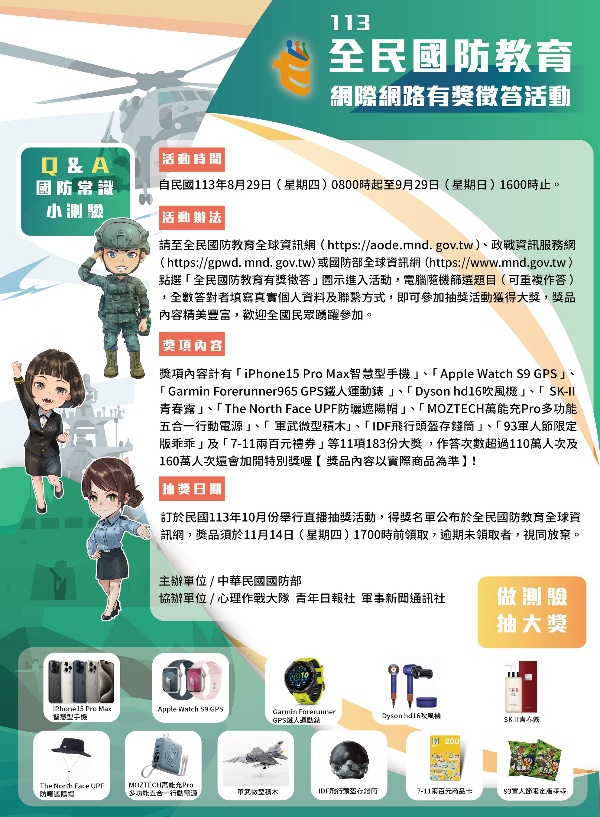 113
全民國防教育
網際網路有獎徵答活動
Q & A
國防常識
小測驗
活動時間
自民國113年8月29日（星期四）0800時起至9月29日（星期日）1600時止。
活動辦法
請至全民國防教育全球資訊網（https://aode.mnd. gov.tw）、政戰資訊服務網
（https://gpwd. mnd. gov.tw）或國防部全球資訊網（https://www.mnd.gov.tw）
點選「全民國防教育有獎徵答」圖示進入活動，電腦隨機篩選題目（可重複作答）
，全數答對者填寫真實個人資料及聯繫方式，即可參加抽獎活動獲得大獎，獎品
內容精美豐富，歡迎全國民眾踴躍參加。
獎項內容
獎項內容計有「iPhone15 Pro Max智慧型手機」、「Apple Watch S9 GPS」、
「Garmin Forerunner965 GPS鐵人運動錶 」、「Dyson hd16吹風機」、「 SK-II
青春露」、「The North Face UPF防曬遮陽帽」、「MOZTECH萬能充Pro多功能
五合一行動電源」、「 軍武微型積木」、「IDF飛行頭盔存錢筒」、「93軍人節限定
版乖乖」及「7-11兩百元禮券」等11項183份大獎 ，作答次數超過110萬人次及
160萬人次還會加開特別獎喔【 獎品內容以實際商品為準】！
抽獎日期
訂於民國113年10月份舉行直播抽獎活動，得獎名單公布於全民國防教育全球資
訊網，獎品須於11月14日（星期四）1700時前領取，逾期未領取者，視同放棄。
主辦單位 / 中華民國國防部
協辦單位 / 心理作戰大隊 青年日報社 軍事新聞通訊社
做測驗
抽大獎
iPhone15 Pro Max
智慧型手機
Apple Watch S9 GPS
Garmin Forerunner
GPS鐵人運動錶
Dyson hd16吹風機
SK II青春露
The North Face UPF
防曬遮陽帽
MOZTECH萬能充Pro
多功能五合一行動電源
軍武微型積木
IDF飛行頭盔存錢筒
200
7-11兩百元商品卡
93軍人節限定版乖乖